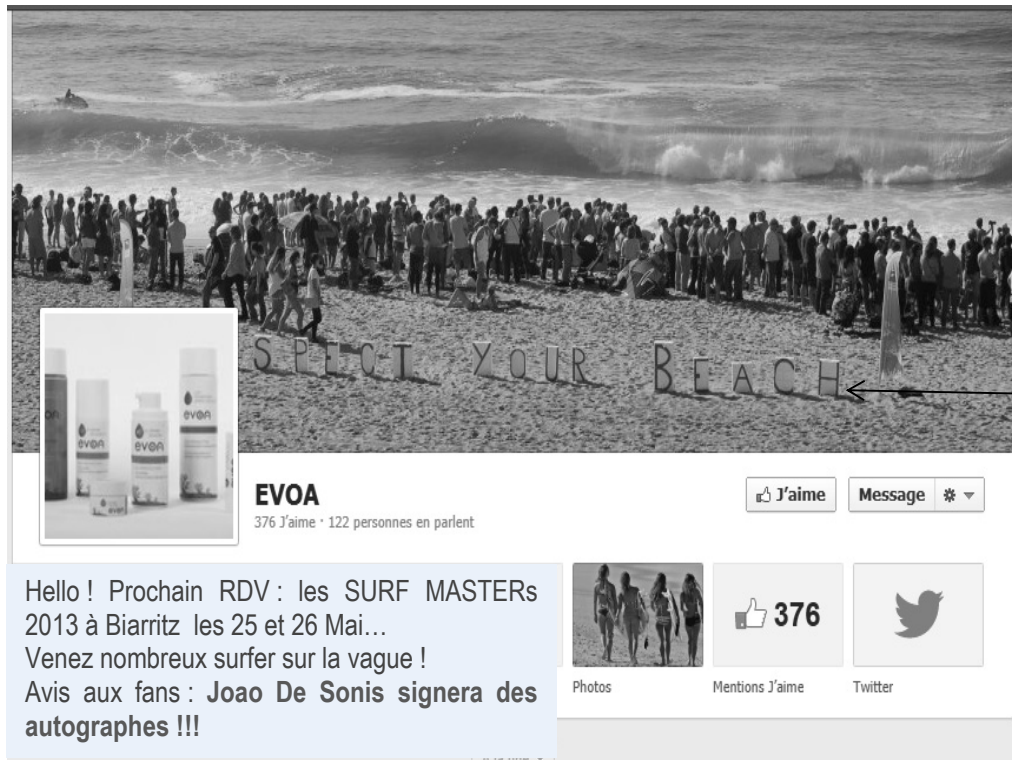 SPECT YOUR BEACH
evoa
evoa
evoa
evoa
EVOA
376 J'aime · 122 personnes en parlent
J'aime
Message
Hello ! Prochain RDV : les SURF MASTERs
2013 à Biarritz les 25 et 26 Mai…
Venez nombreux surfer sur la vague !
Avis aux fans : Joao De Sonis signera des
autographes !!!
376
Photos
Mentions J'aime
Twitter